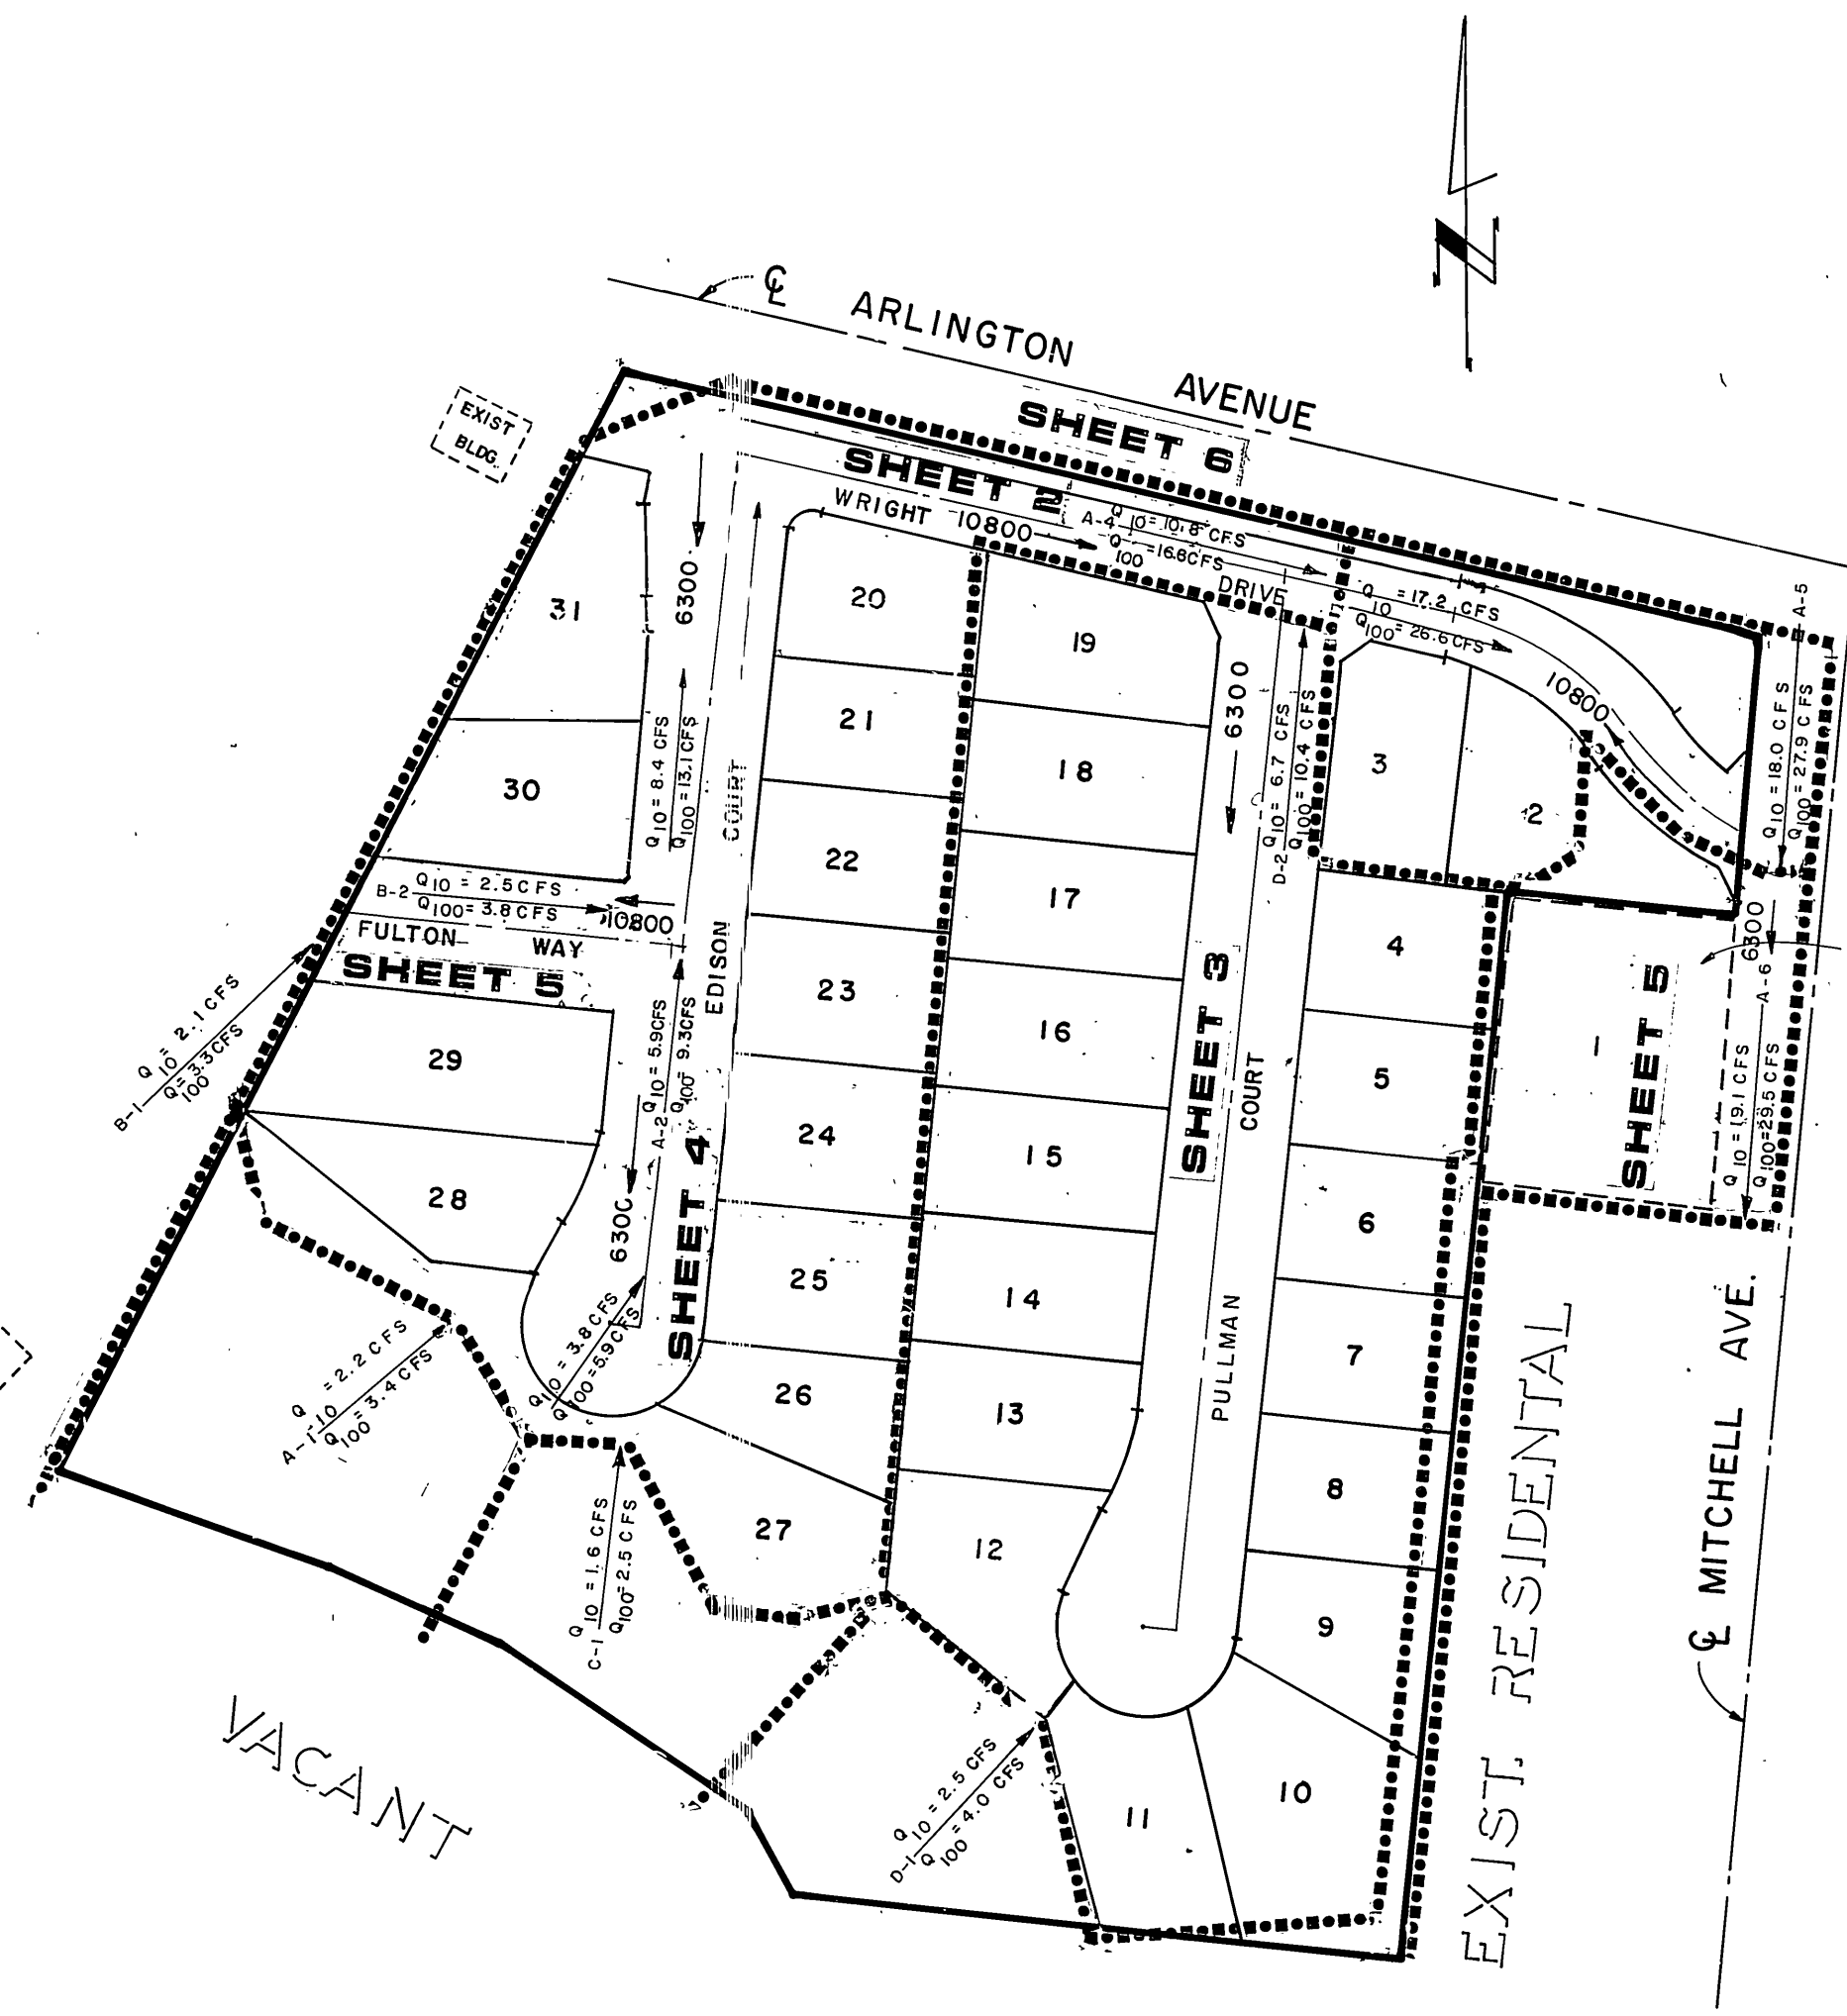 N
℄
ARLINGTON AVENUE
EXIST
BLDG.
SHEET 6
SHEET 2
WRIGHT DRIVE
10800
A-4
Q10 = 10.8 CFS
Q100 = 16.6 CFS
Q10 = 17.2 CFS
Q100 = 26.6 CFS
10800
A-5
Q10 = 18.0 CFS
Q100 = 27.9 CFS
31
6300
20
19
6300
3
2
30
Q10 = 8.4 CFS
Q100 = 13.1 CFS
21
18
D-2
Q10 = 6.7 CFS
Q100 = 10.4 CFS
B-2
Q10 = 2.5 CFS
Q100 = 3.8 CFS
10800
FULTON WAY
SHEET 5
EDISON COURT
22
17
4
23
16
SHEET 3
5
1
SHEET 5
6300
A-6
Q10 = 19.1 CFS
Q100 = 29.5 CFS
B-1
Q10 = 2.1 CFS
Q100 = 3.3 CFS
29
A-2
Q10 = 5.9 CFS
Q100 = 9.3 CFS
24
15
PULLMAN COURT
28
6300
SHEET 4
25
14
6
7
A-1
Q10 = 2.2 CFS
Q100 = 3.4 CFS
Q10 = 3.8 CFS
Q100 = 5.9 CFS
26
13
8
C-1
Q10 = 1.6 CFS
Q100 = 2.5 CFS
27
12
9
D-1
Q10 = 2.5 CFS
Q100 = 4.0 CFS
11
10
VACANT
EXIST. RESIDENTAL
℄ MITCHELL AVE.